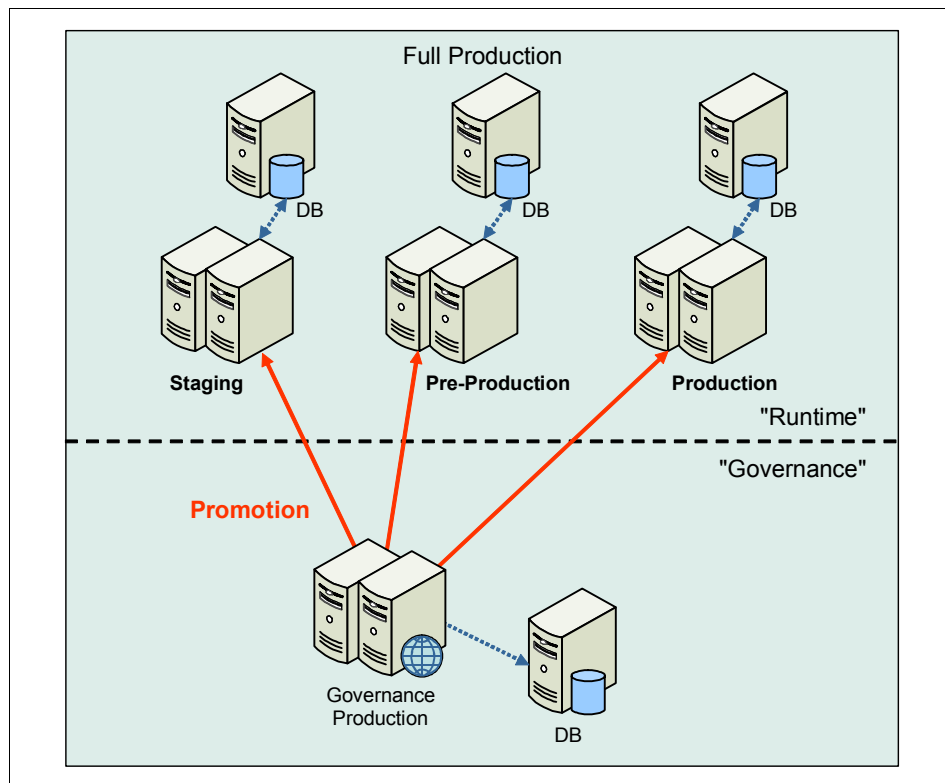 Full Production
DB
DB
DB
Staging
Pre-Production
Production
"Runtime"
"Governance"
Promotion
Governance
Production
DB